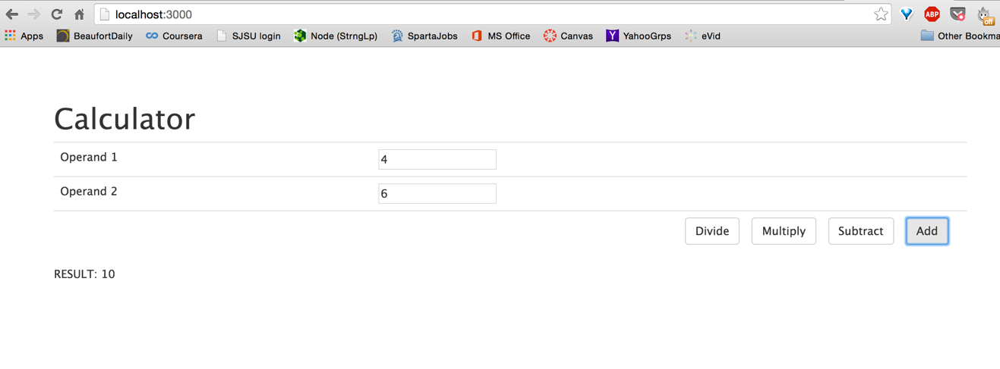 localhost:3000
ABP
off
Apps BeaufortDaily Coursera SJSU login Node (StrngLp) SpartaJobs MS Office Canvas Y YahooGrps eVid Other Bookma
Calculator
Operand 1 4
Operand 2 6
Divide Multiply Subtract Add
RESULT: 10